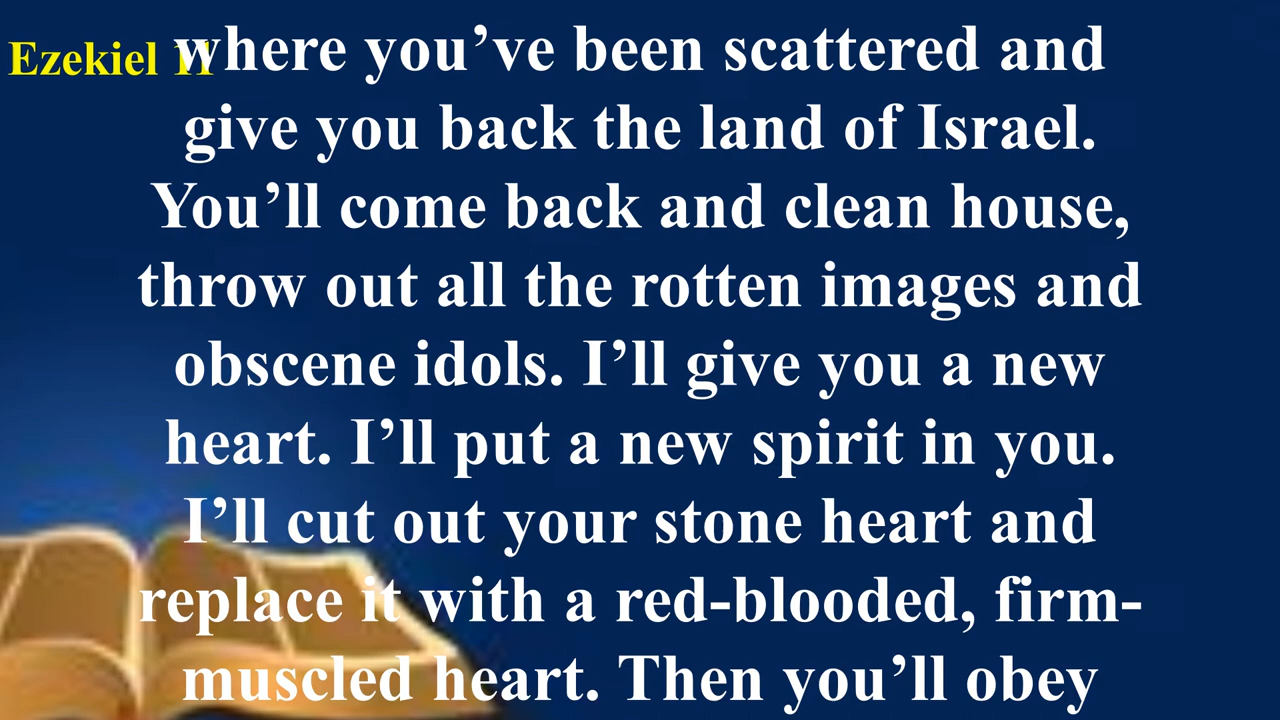 Ezekiel 11
where you’ve been scattered and
give you back the land of Israel.
You’ll come back and clean house,
throw out all the rotten images and
obscene idols. I’ll give you a new
heart. I’ll put a new spirit in you.
I’ll cut out your stone heart and
replace it with a red-blooded, firm-
muscled heart. Then you’ll obey